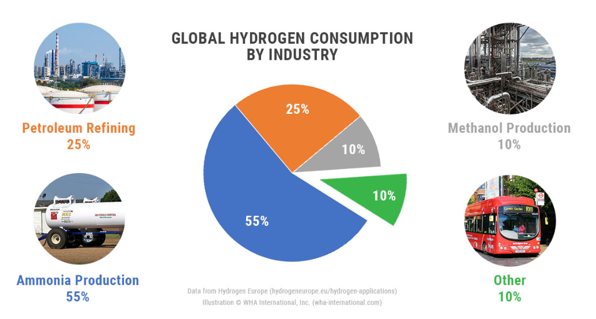 GLOBAL HYDROGEN CONSUMPTION
BY INDUSTRY
Petroleum Refining
25%
Methanol Production
10%
25%
10%
10%
55%
Ammonia Production
55%
Other
10%
Data from Hydrogen Europe (hydrogeneurope.eu/hydrogen-applications)
Illustration © WHA International, Inc. (wha-international.com)